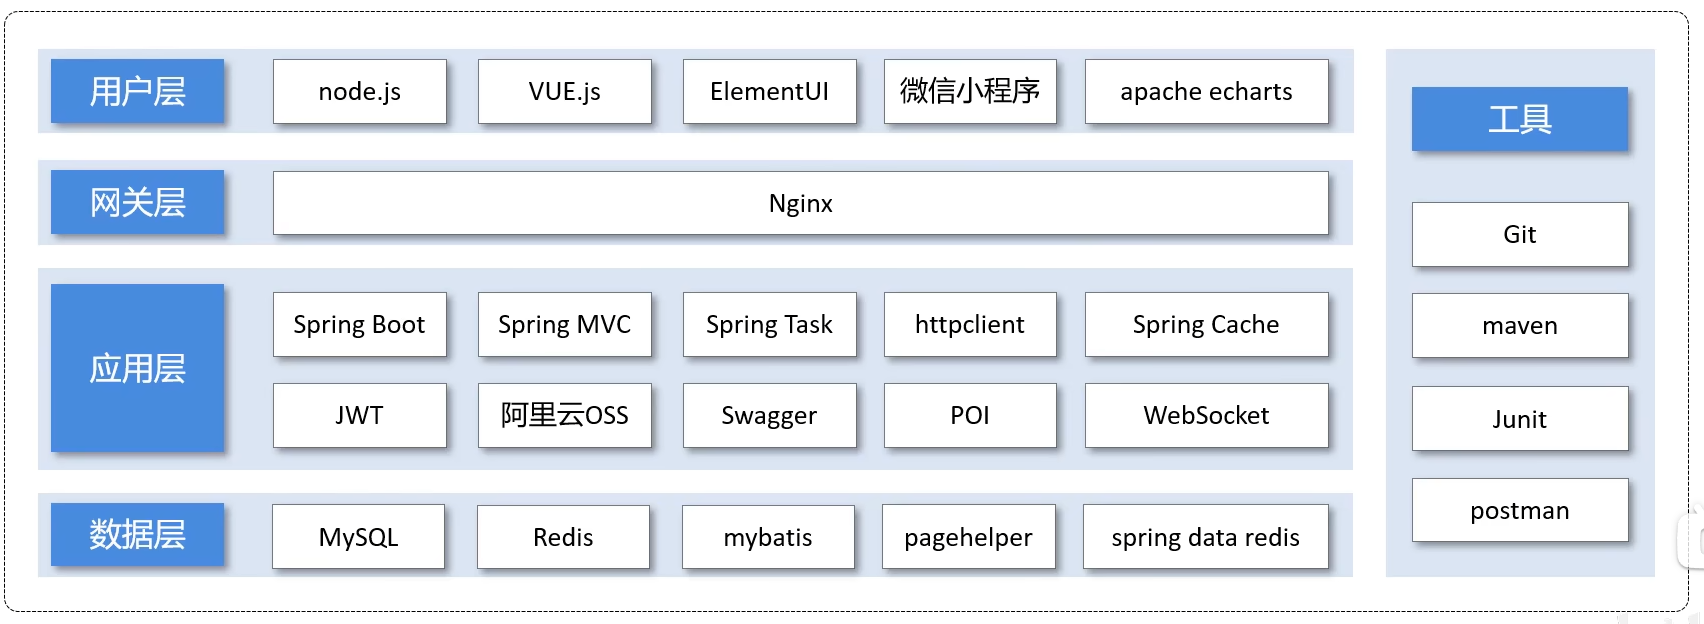 用户层
node.js
VUE.js
ElementUI
微信小程序
apache echarts
网关层
Nginx
应用层
Spring Boot
Spring MVC
Spring Task
httpclient
Spring Cache
JWT
阿里云OSS
Swagger
POI
WebSocket
数据层
MySQL
Redis
mybatis
pagehelper
spring data redis
工具
Git
maven
Junit
postman